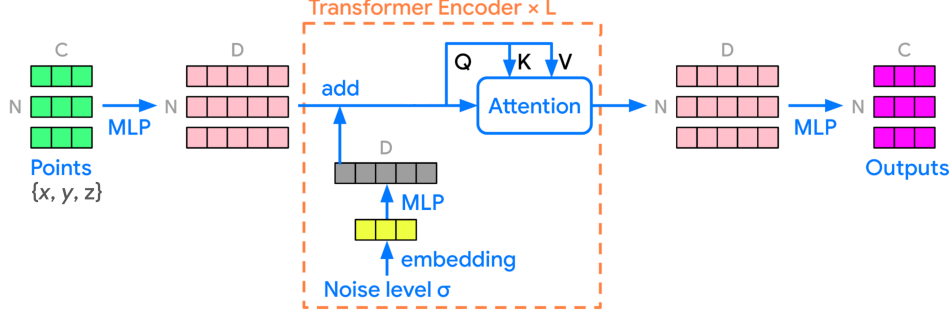 Transformer Encoder × L
C
D
D
C
Q
K
V
add
N
MLP
N
Attention
N
MLP
N
D
Points
{x, y, z}
Outputs
MLP
embedding
Noise level σ